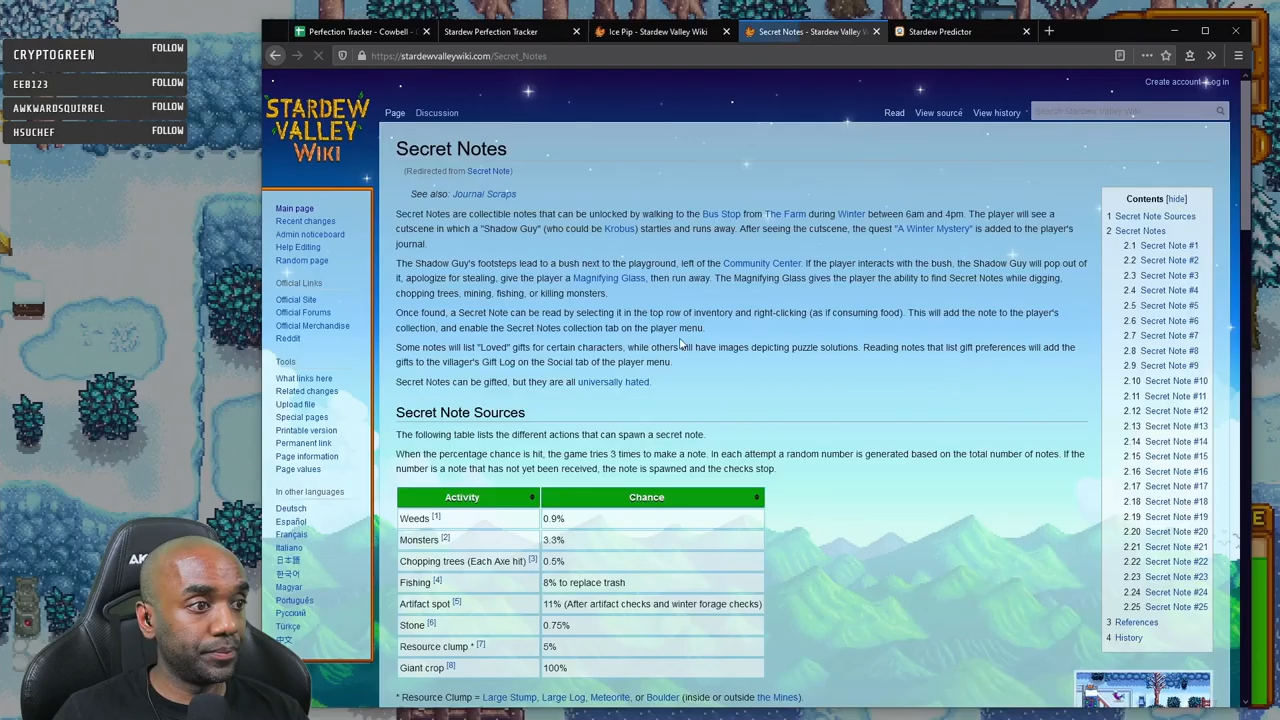 CRYPTOGREEN FOLLOW
EEB123 FOLLOW
AWKWARDSQUIRREL FOLLOW
HSUCHEF FOLLOW
Perfection Tracker - Cowbell -
Stardew Perfection Tracker
Ice Pip - Stardew Valley Wiki
Secret Notes - Stardew Valley W
Stardew Predictor
https://stardewvalleywiki.com/Secret_Notes
Create account Log in
STARDEW
VALLEY
WIKI
Page Discussion Read View source View history Search Stardew Valley Wiki
Main page
Recent changes
Admin noticeboard
Help Editing
Random page
Official Links
Official Site
Official Forums
Official Merchandise
Reddit
Tools
What links here
Related changes
Upload file
Special pages
Printable version
Permanent link
Page information
Page values
In other languages
Deutsch
Español
Français
Italiano
日本語
한국어
Magyar
Português
Русский
Türkçe
中文
Secret Notes
(Redirected from Secret Note)
See also: Journal Scraps
Secret Notes are collectible notes that can be unlocked by walking to the Bus Stop from The Farm during Winter between 6am and 4pm. The player will see a
cutscene in which a "Shadow Guy" (who could be Krobus) startles and runs away. After seeing the cutscene, the quest "A Winter Mystery" is added to the player's
journal.
The Shadow Guy's footsteps lead to a bush next to the playground, left of the Community Center. If the player interacts with the bush, the Shadow Guy will pop out of
it, apologize for stealing, give the player a Magnifying Glass, then run away. The Magnifying Glass gives the player the ability to find Secret Notes while digging,
chopping trees, mining, fishing, or killing monsters.
Once found, a Secret Note can be read by selecting it in the top row of inventory and right-clicking (as if consuming food). This will add the note to the player's
collection, and enable the Secret Notes collection tab on the player menu.
Some notes will list "Loved" gifts for certain characters, while others will have images depicting puzzle solutions. Reading notes that list gift preferences will add the
gifts to the villager's Gift Log on the Social tab of the player menu.
Secret Notes can be gifted, but they are all universally hated.
Secret Note Sources
The following table lists the different actions that can spawn a secret note.
When the percentage chance is hit, the game tries 3 times to make a note. In each attempt a random number is generated based on the total number of notes. If the
number is a note that has not yet been received, the note is spawned and the checks stop.
Activity Chance
Weeds [1] 0.9%
Monsters [2] 3.3%
Chopping trees (Each Axe hit) [3] 0.5%
Fishing [4] 8% to replace trash
Artifact spot [5] 11% (After artifact checks and winter forage checks)
Stone [6] 0.75%
Resource clump * [7] 5%
Giant crop [8] 100%
* Resource Clump = Large Stump, Large Log, Meteorite, or Boulder (inside or outside the Mines).
Contents [hide]
1 Secret Note Sources
2 Secret Notes
2.1 Secret Note #1
2.2 Secret Note #2
2.3 Secret Note #3
2.4 Secret Note #4
2.5 Secret Note #5
2.6 Secret Note #6
2.7 Secret Note #7
2.8 Secret Note #8
2.9 Secret Note #9
2.10 Secret Note #10
2.11 Secret Note #11
2.12 Secret Note #12
2.13 Secret Note #13
2.14 Secret Note #14
2.15 Secret Note #15
2.16 Secret Note #16
2.17 Secret Note #17
2.18 Secret Note #18
2.19 Secret Note #19
2.20 Secret Note #20
2.21 Secret Note #21
2.22 Secret Note #22
2.23 Secret Note #23
2.24 Secret Note #24
2.25 Secret Note #25
3 References
4 History